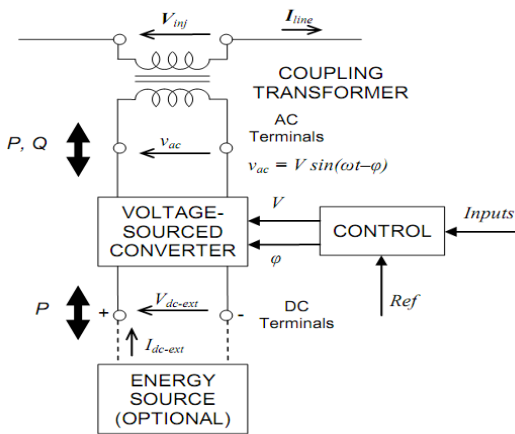 V_inj
I_line
COUPLING
TRANSFORMER
AC
Terminals
P, Q
v_ac
v_ac = V sin(ωt–φ)
VOLTAGE-
SOURCED
CONVERTER
V
φ
CONTROL
Inputs
Ref
P
+
V_dc-ext
-
DC
Terminals
I_dc-ext
ENERGY
SOURCE
(OPTIONAL)